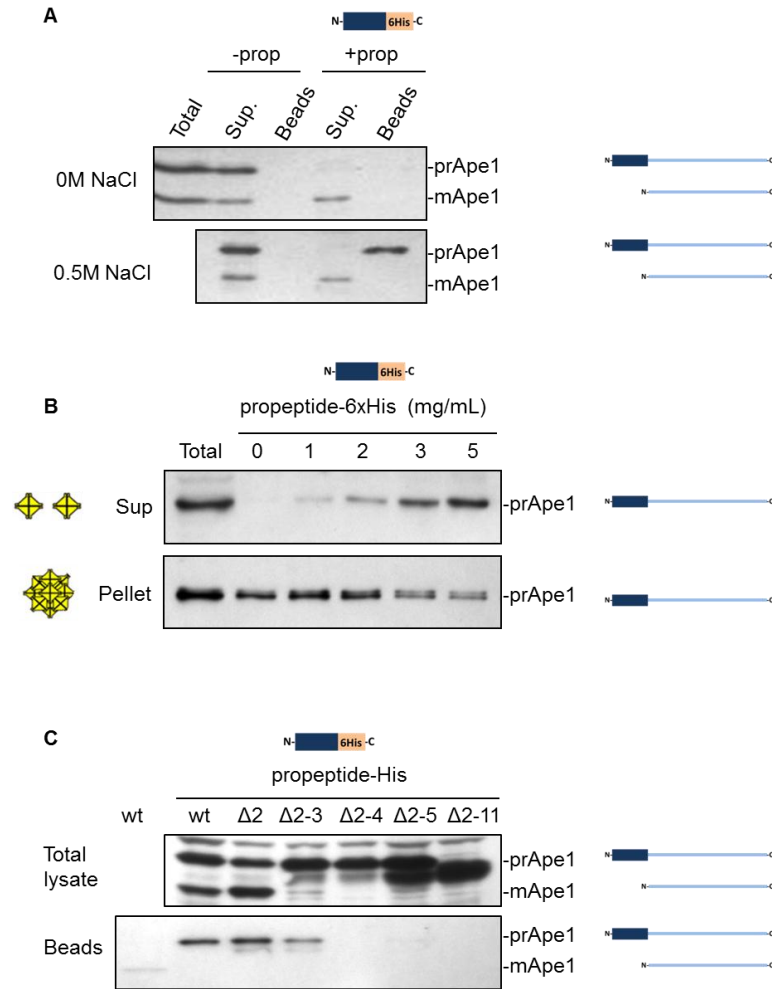 A
N- 6His -C
-prop +prop
Total Sup. Beads Sup. Beads
0M NaCl -prApe1 N- -C
-mApe1 N- -C
0.5M NaCl -prApe1 N- -C
-mApe1 N- -C
N- 6His -C
B
propeptide-6xHis (mg/mL)
Total 0 1 2 3 5
Sup -prApe1 N- -C
Pellet -prApe1 N- -C
C
N- 6His -C
propeptide-His
wt wt Δ2 Δ2-3 Δ2-4 Δ2-5 Δ2-11
Total
lysate
-prApe1 N- -C
-mApe1 N- -C
Beads -prApe1 N- -C
-mApe1 N- -C